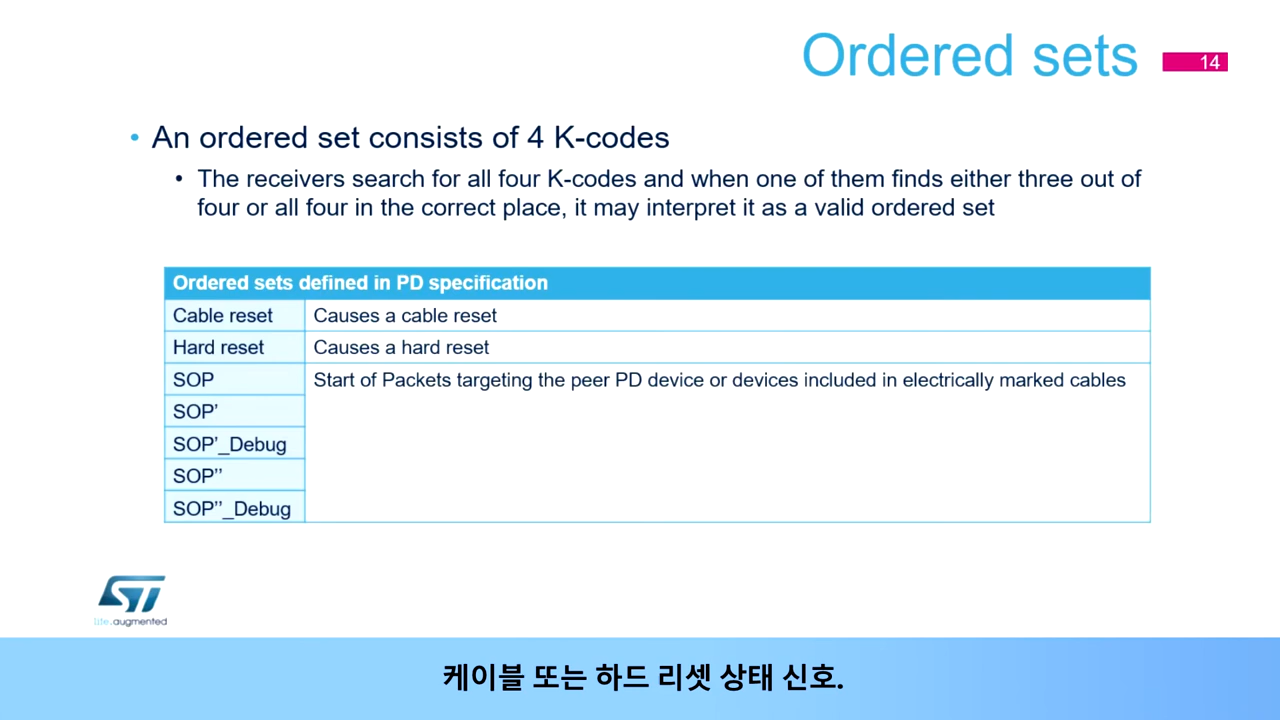 Ordered sets
14
• An ordered set consists of 4 K-codes
• The receivers search for all four K-codes and when one of them finds either three out of
four or all four in the correct place, it may interpret it as a valid ordered set
Ordered sets defined in PD specification
Cable reset Causes a cable reset
Hard reset Causes a hard reset
SOP Start of Packets targeting the peer PD device or devices included in electrically marked cables
SOP’
SOP’_Debug
SOP’’
SOP’’_Debug
ST
life.augmented
케이블 또는 하드 리셋 상태 신호.